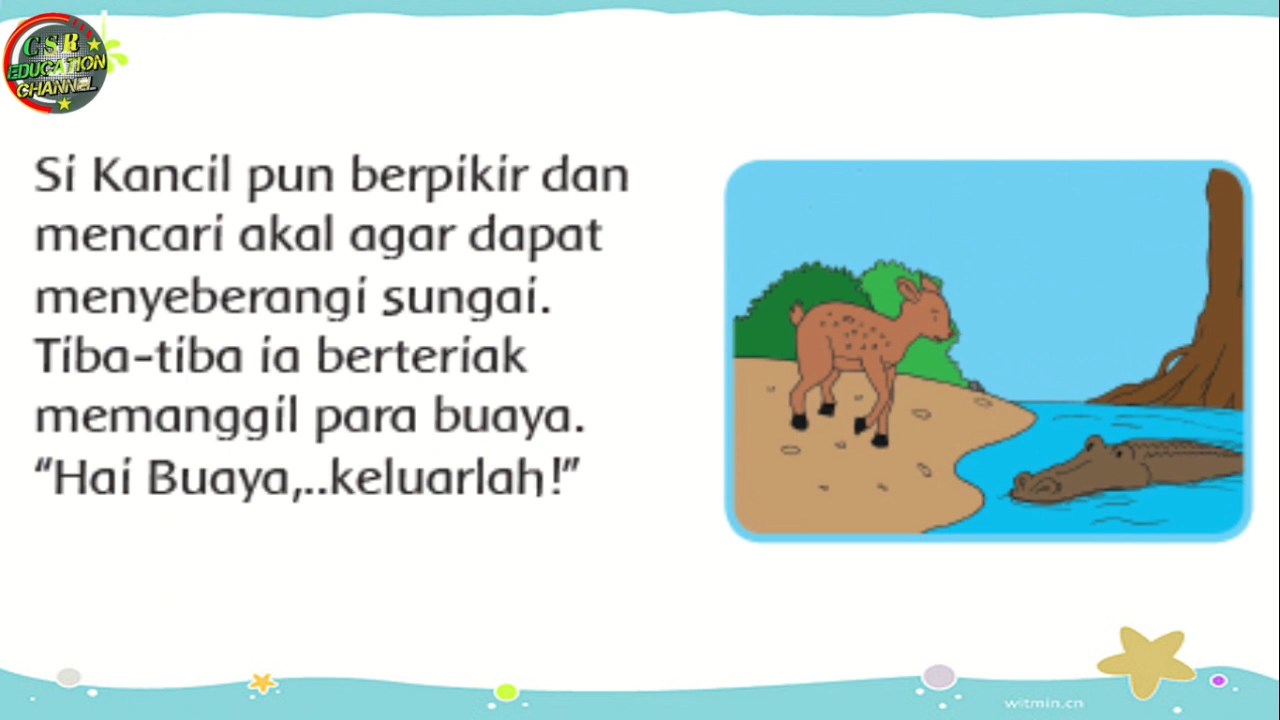 CSR
EDUCATION
CHANNEL
Si Kancil pun berpikir dan
mencari akal agar dapat
menyeberangi sungai.
Tiba-tiba ia berteriak
memanggil para buaya.
“Hai Buaya,..keluarlah!”
witmin.cn